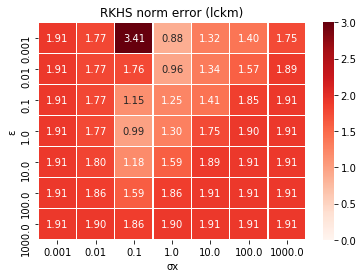 RKHS norm error (lckm)
0.001 1.91 1.77 3.41 0.88 1.32 1.40 1.75
0.01 1.91 1.77 1.76 0.96 1.34 1.57 1.89
0.1 1.91 1.77 1.15 1.25 1.41 1.85 1.91
1.0 1.91 1.77 0.99 1.30 1.75 1.90 1.91
10.0 1.91 1.80 1.18 1.59 1.89 1.91 1.91
100.0 1.91 1.86 1.59 1.86 1.91 1.91 1.91
1000.0 1.91 1.90 1.86 1.90 1.91 1.91 1.91
ε
0.001 0.01 0.1 1.0 10.0 100.0 1000.0
σx
3.0
2.5
2.0
1.5
1.0
0.5
0.0